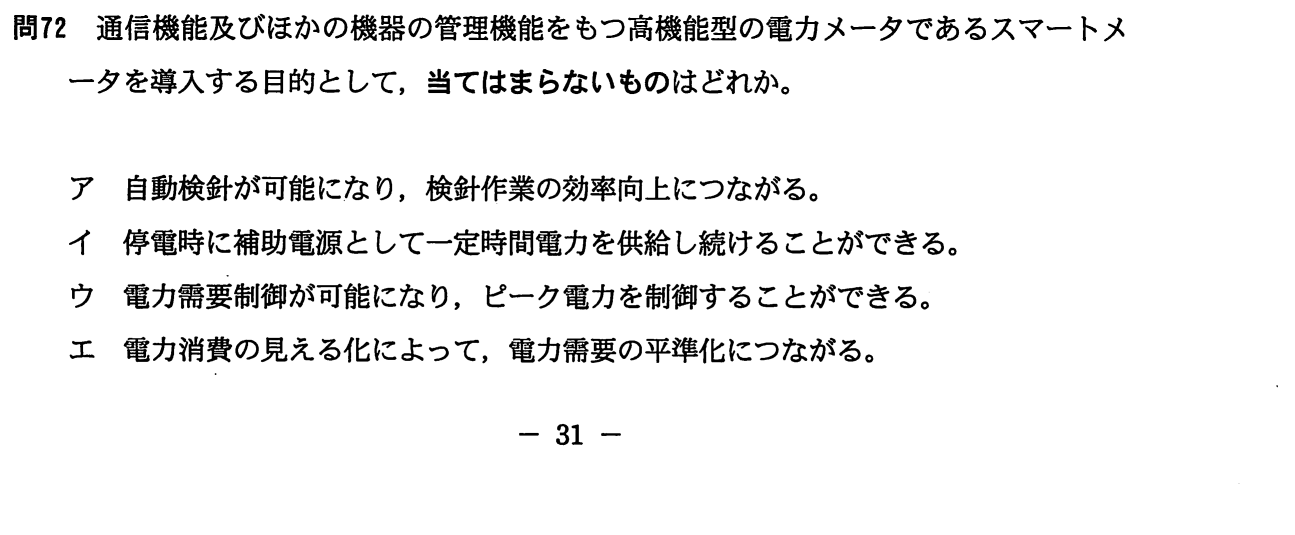 問72 通信機能及びほかの機器の管理機能をもつ高機能型の電力メータであるスマートメ
ータを導入する目的として，当てはまらないものはどれか。
ア 自動検針が可能になり，検針作業の効率向上につながる。
イ 停電時に補助電源として一定時間電力を供給し続けることができる。
ウ 電力需要制御が可能になり，ピーク電力を制御することができる。
エ 電力消費の見える化によって，電力需要の平準化につながる。
－ 31 －